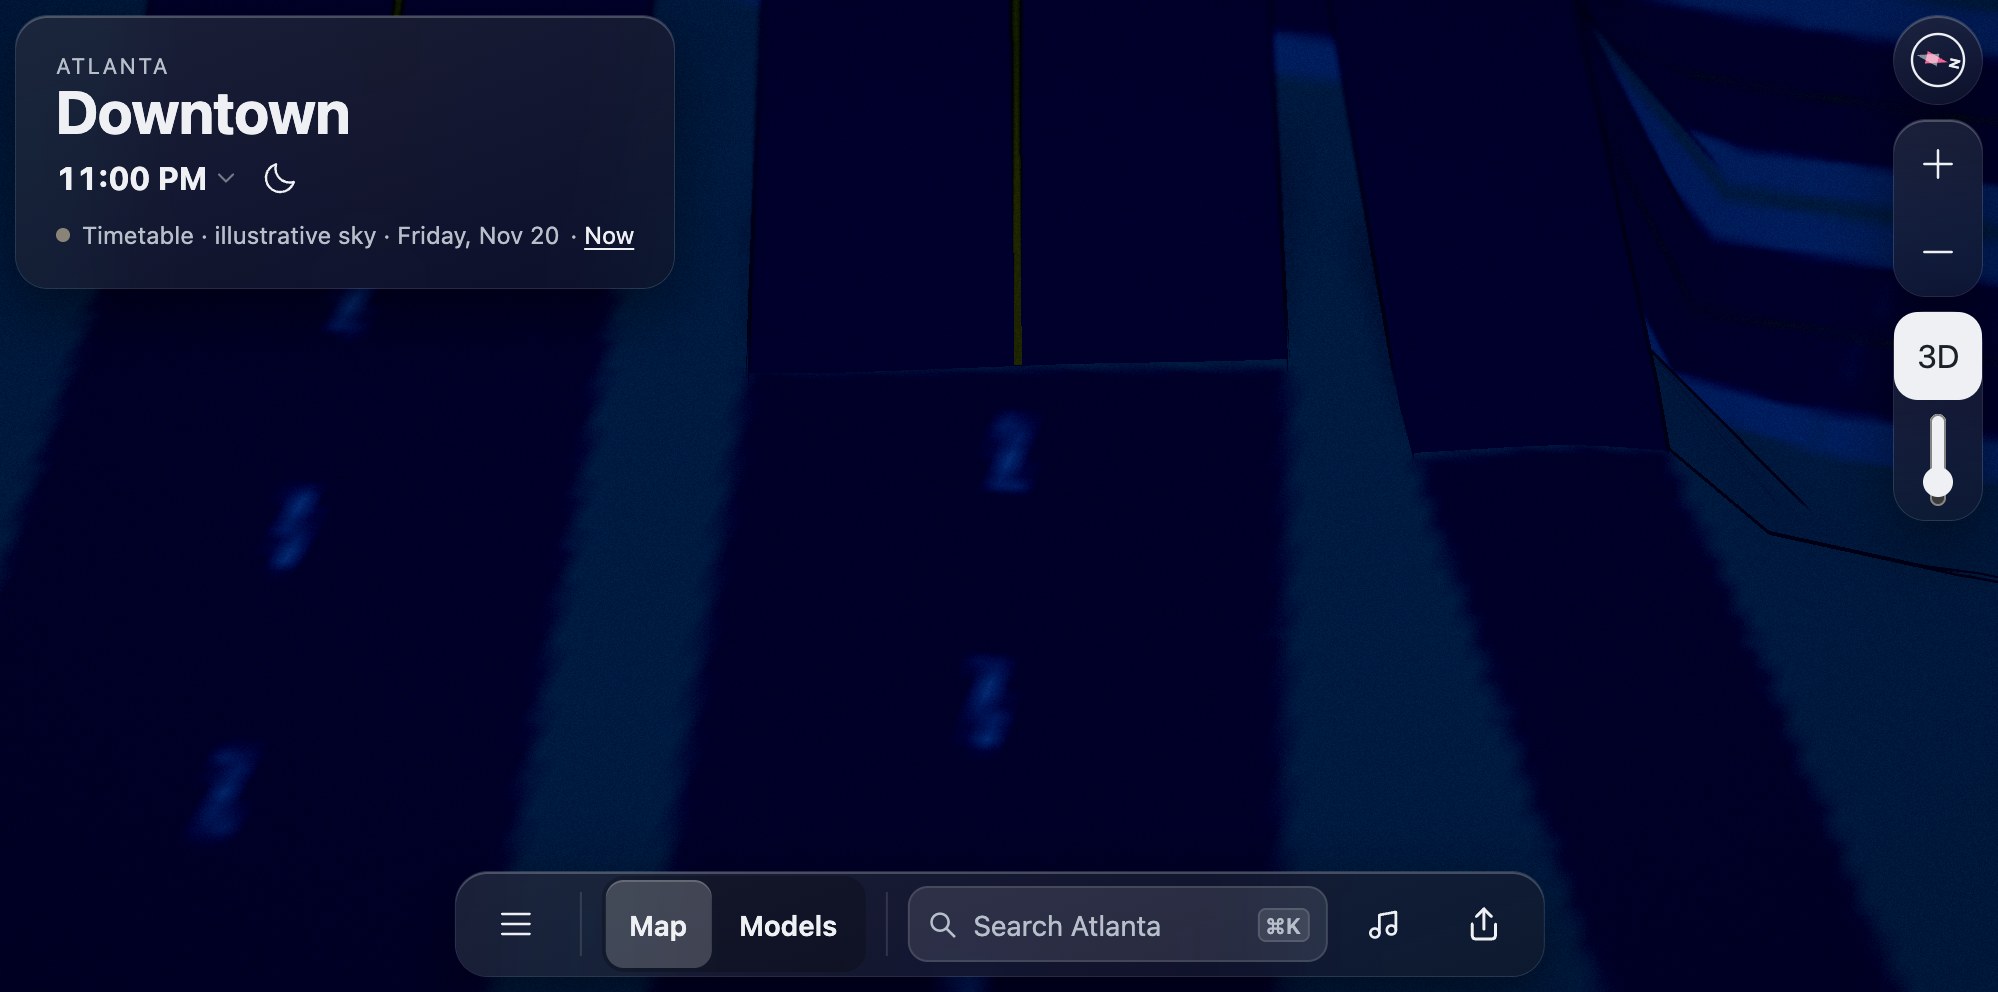 ATLANTA
Downtown
11:00 PM
Timetable · illustrative sky · Friday, Nov 20 · Now
N
3D
Map
Models
Search Atlanta
⌘K